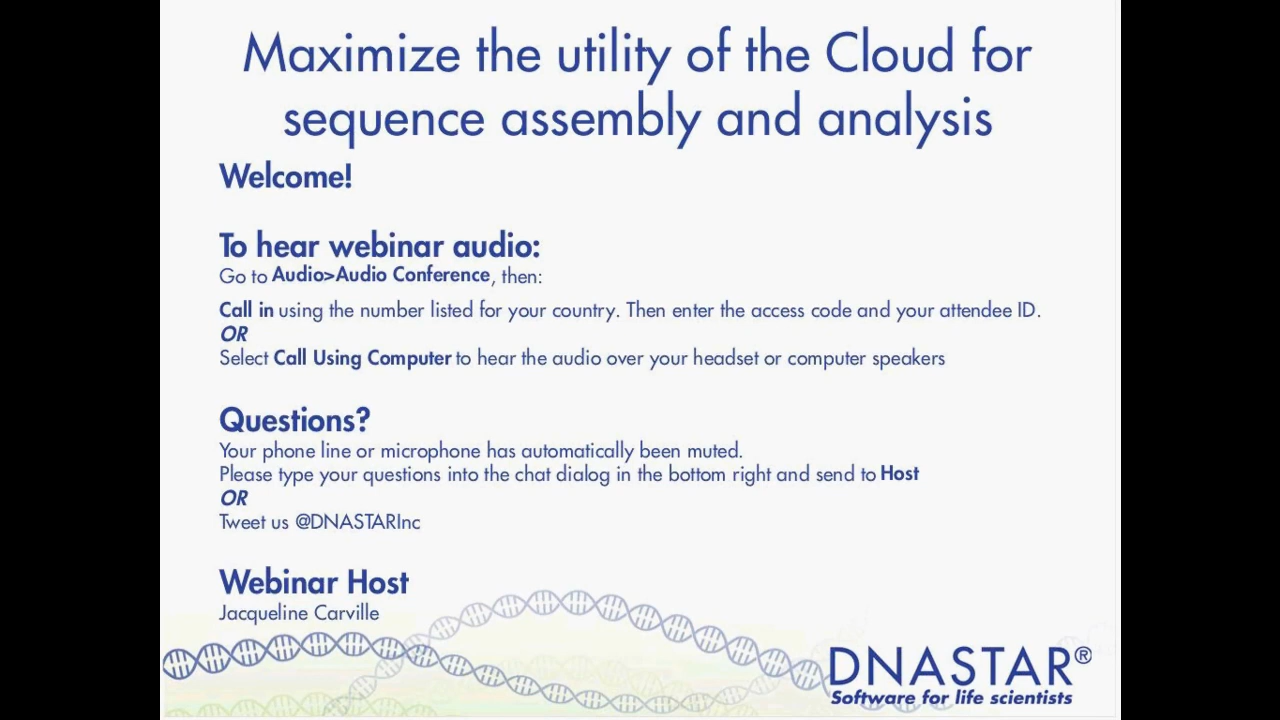 Maximize the utility of the Cloud for
sequence assembly and analysis
Welcome!
To hear webinar audio:
Go to Audio>Audio Conference, then:
Call in using the number listed for your country. Then enter the access code and your attendee ID.
OR
Select Call Using Computer to hear the audio over your headset or computer speakers
Questions?
Your phone line or microphone has automatically been muted.
Please type your questions into the chat dialog in the bottom right and send to Host
OR
Tweet us @DNASTARInc
Webinar Host
Jacqueline Carville
DNASTAR®
Software for life scientists